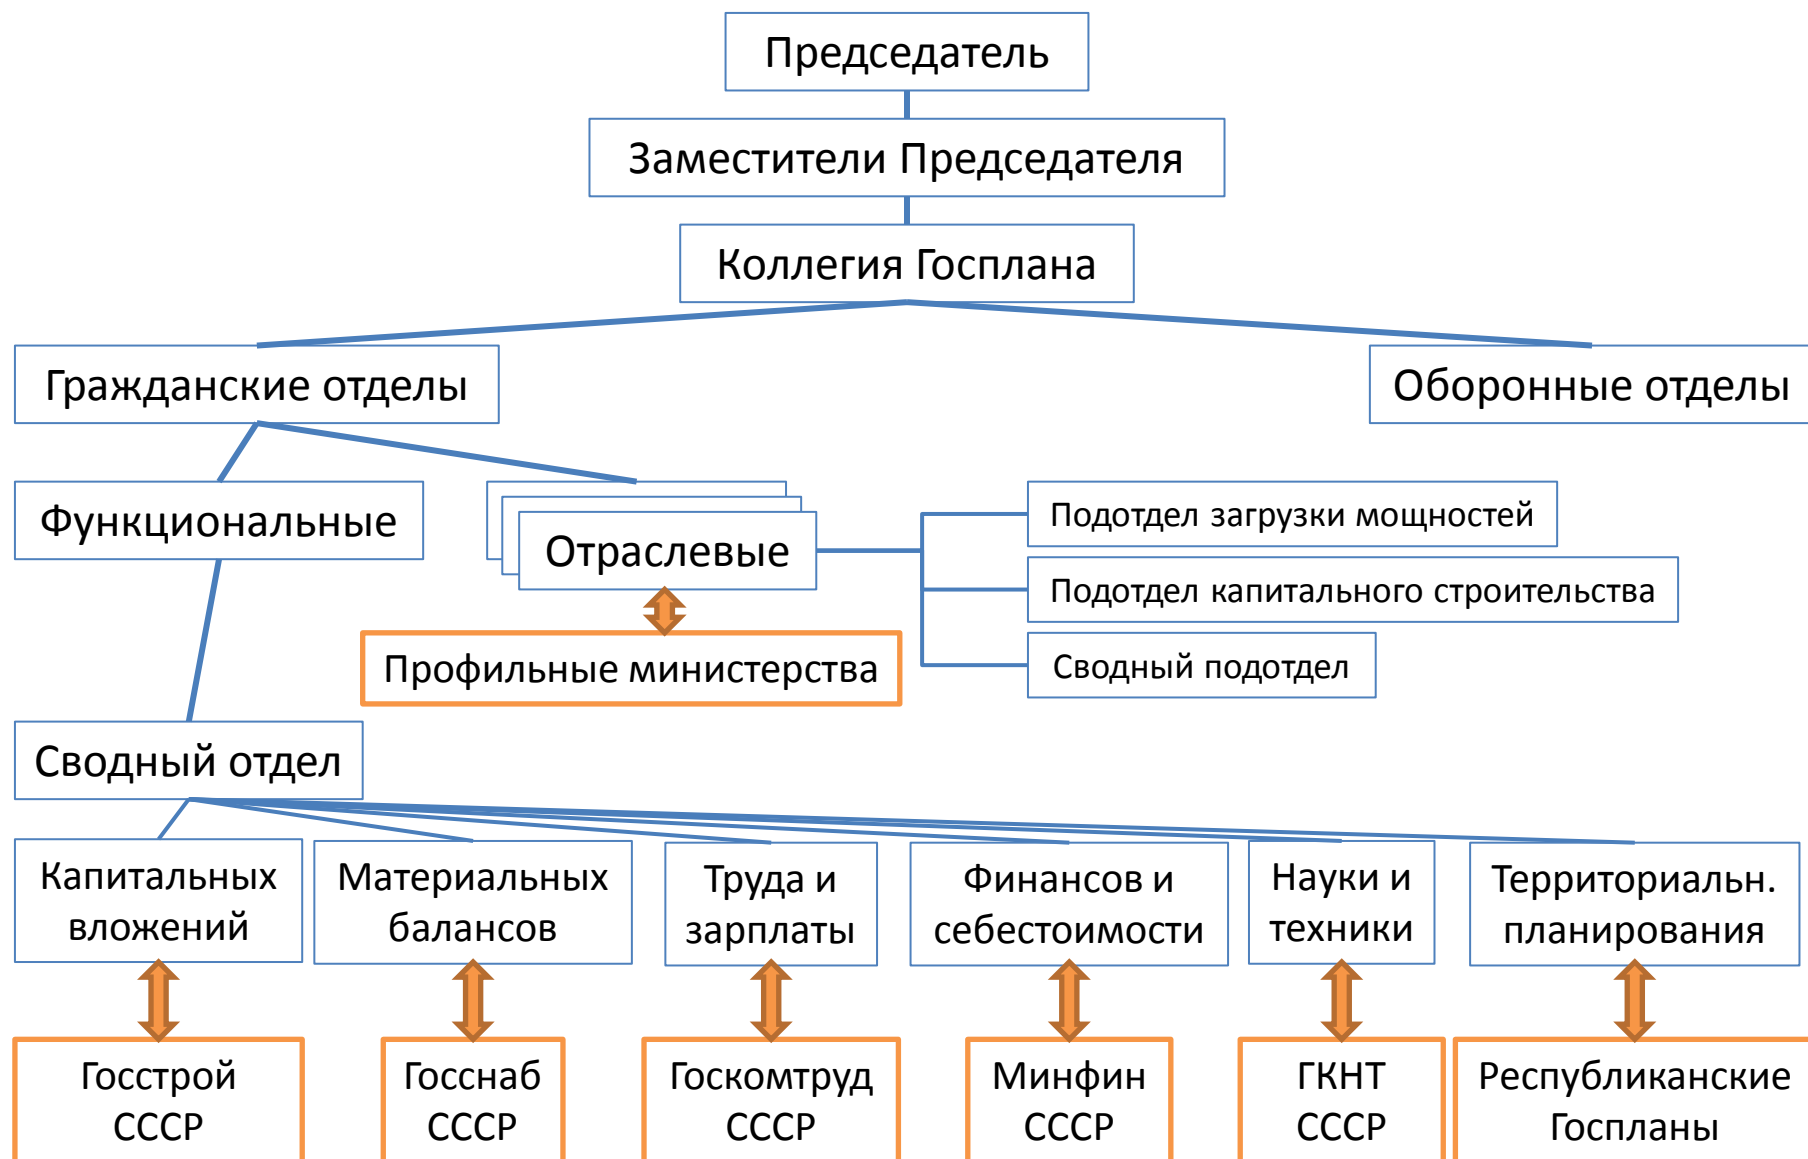 Председатель
Заместители Председателя
Коллегия Госплана
Гражданские отделы
Оборонные отделы
Функциональные
Отраслевые
Подотдел загрузки мощностей
Подотдел капитального строительства
Сводный подотдел
Профильные министерства
Сводный отдел
Капитальных
вложений
Материальных
балансов
Труда и
зарплаты
Финансов и
себестоимости
Науки и
техники
Территориальн.
планирования
Госстрой
СССР
Госснаб
СССР
Госкомтруд
СССР
Минфин
СССР
ГКНТ
СССР
Республиканские
Госпланы